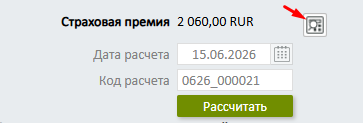 Страховая премия 2 060,00 RUR
Дата расчета 15.06.2026
Код расчета 0626_000021
Рассчитать